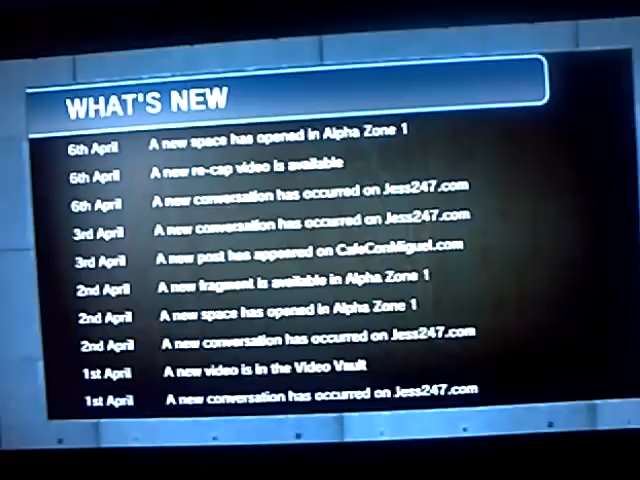 WHAT'S NEW
6th April A new space has opened in Alpha Zone 1
6th April A new re-cap video is available
6th April A new conversation has occurred on Jess247.com
3rd April A new conversation has occurred on Jess247.com
3rd April A new post has appeared on CafeConMiguel.com
2nd April A new fragment is available in Alpha Zone 1
2nd April A new space has opened in Alpha Zone 1
2nd April A new conversation has occurred on Jess247.com
1st April A new video is in the Video Vault
1st April A new conversation has occurred on Jess247.com